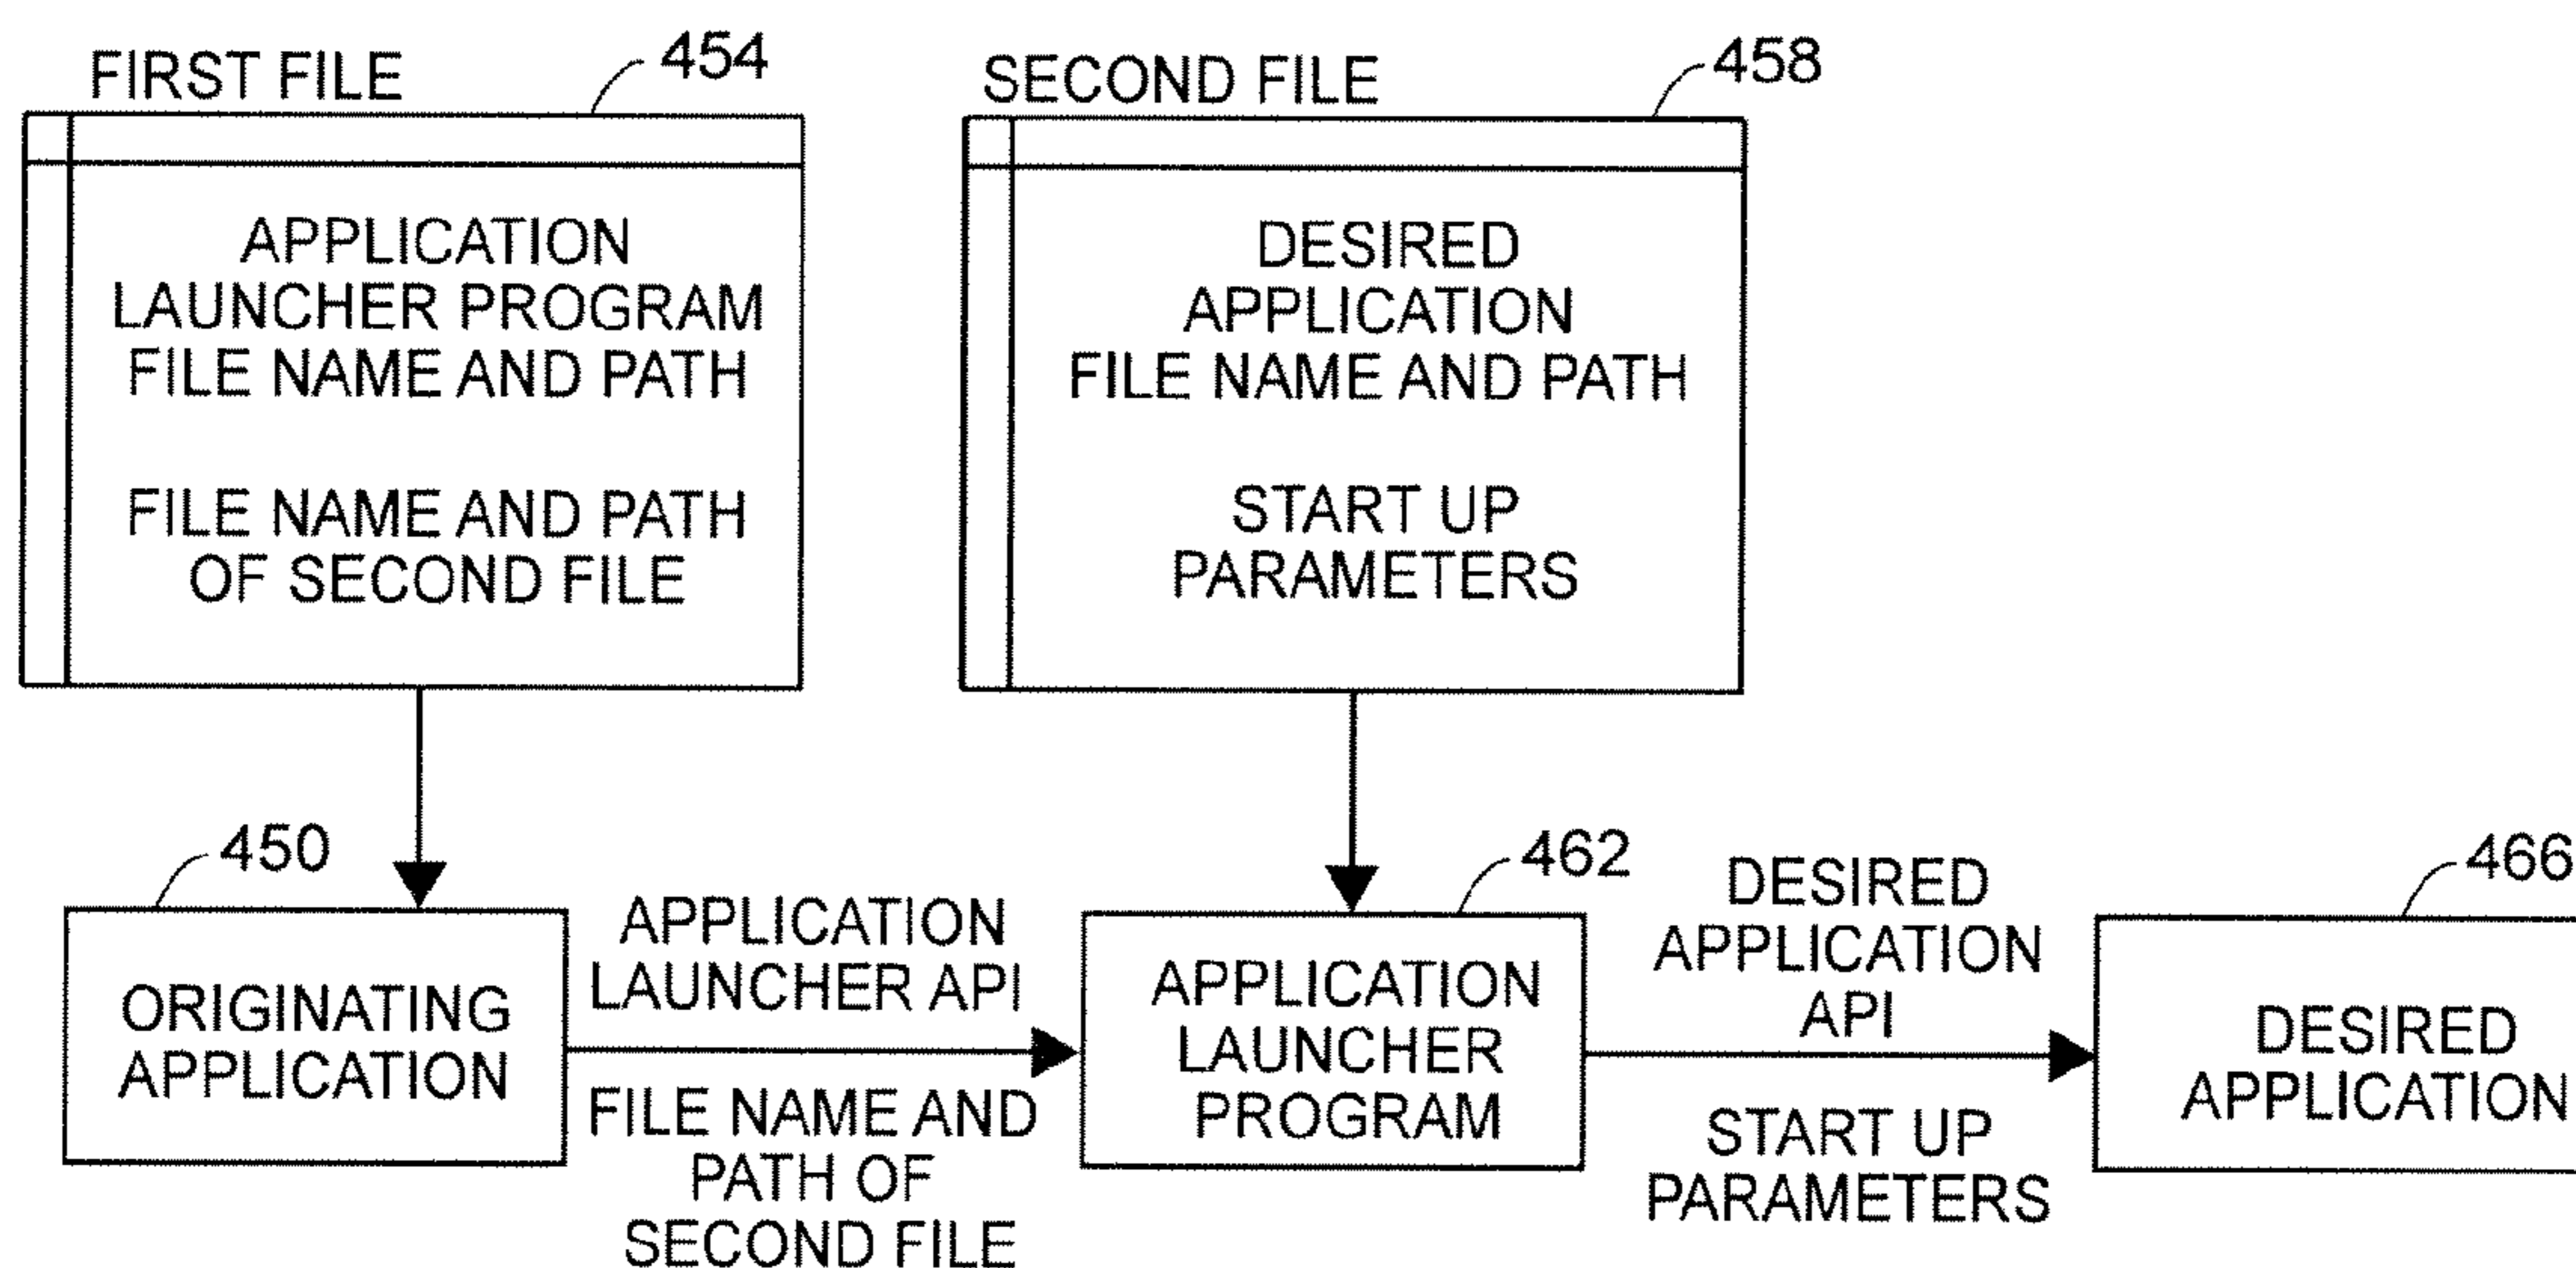 FIRST FILE
454
APPLICATION
LAUNCHER PROGRAM
FILE NAME AND PATH
FILE NAME AND PATH
OF SECOND FILE
SECOND FILE
458
DESIRED
APPLICATION
FILE NAME AND PATH
START UP
PARAMETERS
450
ORIGINATING
APPLICATION
APPLICATION
LAUNCHER API
FILE NAME AND
PATH OF
SECOND FILE
462
APPLICATION
LAUNCHER
PROGRAM
DESIRED
APPLICATION
API
START UP
PARAMETERS
466
DESIRED
APPLICATION